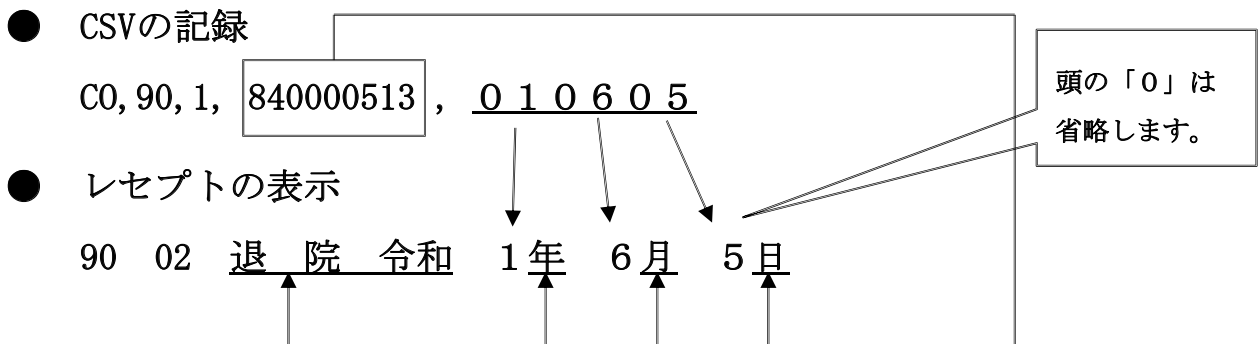 ● CSVの記録
CO,90,1, 840000513 , 010605
頭の「0」は
省略します。
● レセプトの表示
90 02 退 院 令和 1年 6月 5日